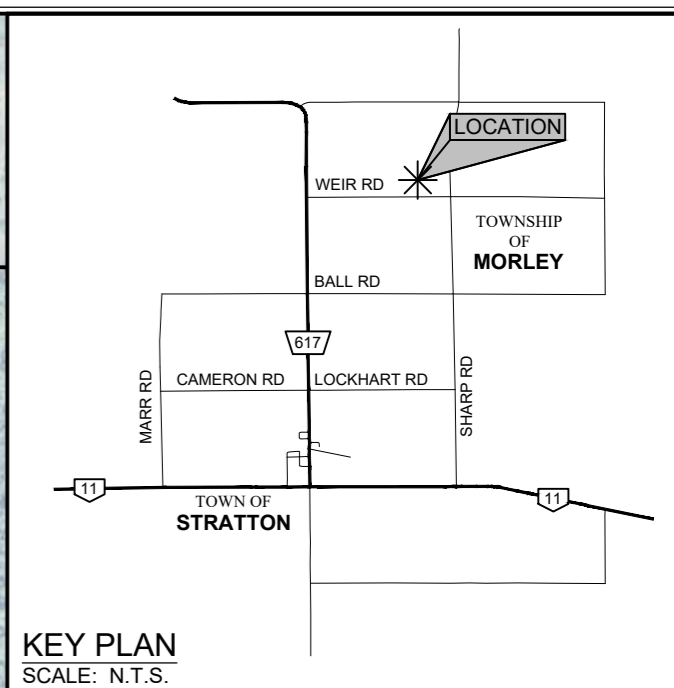 LOCATION
WEIR RD
TOWNSHIP
OF
MORLEY
BALL RD
617
MARR RD
CAMERON RD
LOCKHART RD
SHARP RD
11
TOWN OF
STRATTON
11
KEY PLAN
SCALE: N.T.S.